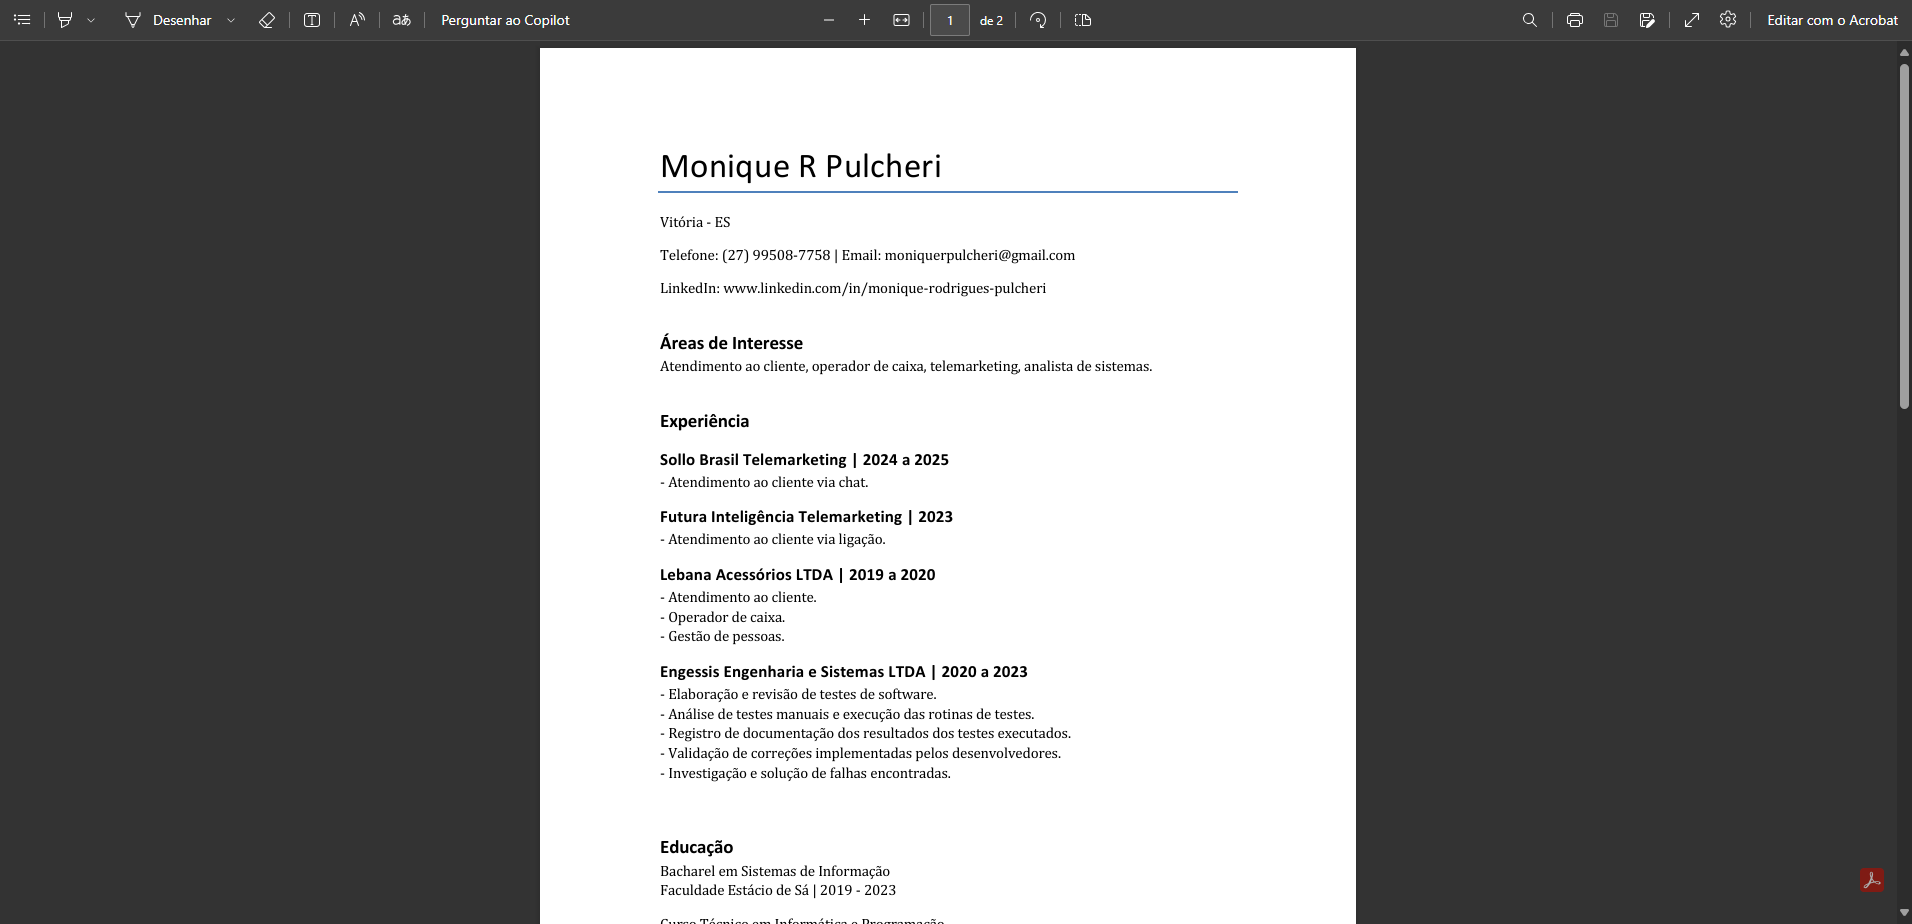 Desenhar
Perguntar ao Copilot
1 de 2
Editar com o Acrobat
Monique R Pulcheri
Vitória - ES
Telefone: (27) 99508-7758 | Email: moniquerpulcheri@gmail.com
LinkedIn: www.linkedin.com/in/monique-rodrigues-pulcheri
Áreas de Interesse
Atendimento ao cliente, operador de caixa, telemarketing, analista de sistemas.
Experiência
Sollo Brasil Telemarketing | 2024 a 2025
- Atendimento ao cliente via chat.
Futura Inteligência Telemarketing | 2023
- Atendimento ao cliente via ligação.
Lebana Acessórios LTDA | 2019 a 2020
- Atendimento ao cliente.
- Operador de caixa.
- Gestão de pessoas.
Engessis Engenharia e Sistemas LTDA | 2020 a 2023
- Elaboração e revisão de testes de software.
- Análise de testes manuais e execução das rotinas de testes.
- Registro de documentação dos resultados dos testes executados.
- Validação de correções implementadas pelos desenvolvedores.
- Investigação e solução de falhas encontradas.
Educação
Bacharel em Sistemas de Informação
Faculdade Estácio de Sá | 2019 - 2023
Curso Técnico em Informática e Programação